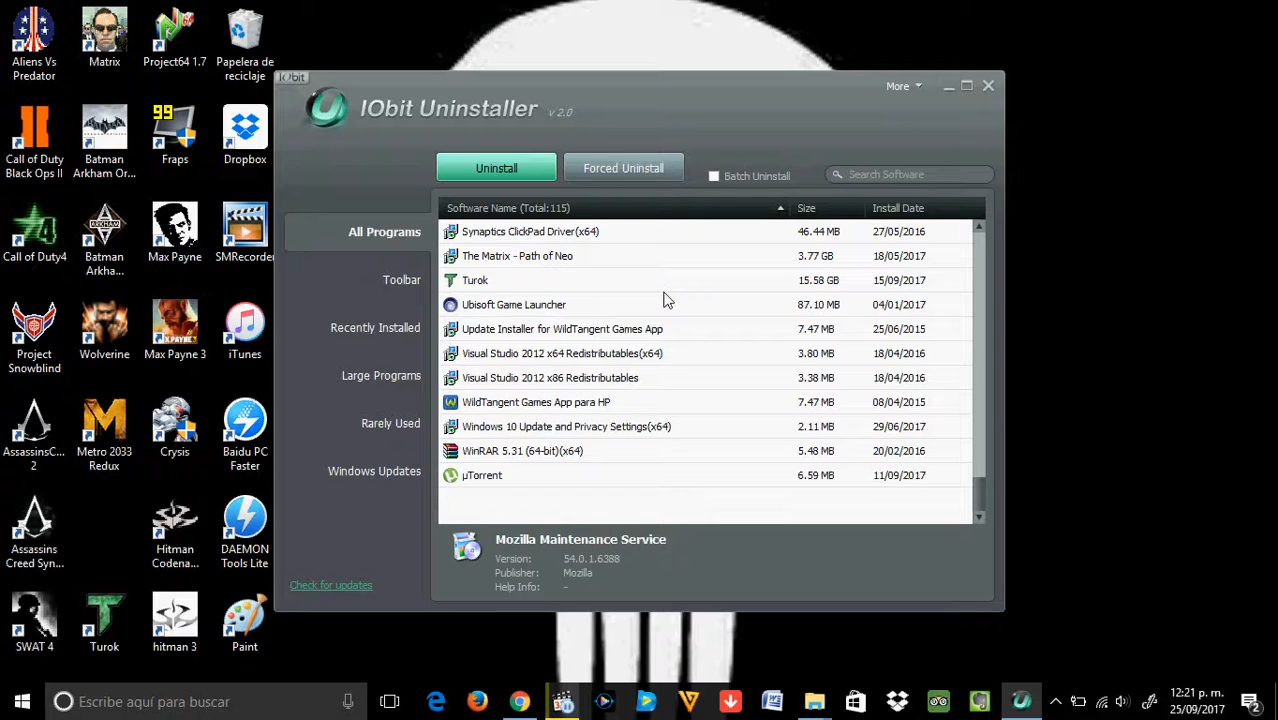 Aliens Vs Predator
Matrix
Project64 1.7
Papelera de reciclaje
Call of Duty Black Ops II
Batman Arkham Or...
99
Fraps
Dropbox
4
Call of Duty4
Batman Arkha...
Max Payne
SMRecorder
Project Snowblind
Wolverine
Max Payne 3
iTunes
AssassinsC... 2
Metro 2033 Redux
Crysis
Baidu PC Faster
Assassins Creed Syn...
Hitman Codena...
DAEMON Tools Lite
SWAT 4
Turok
hitman 3
Paint
IObit
More
IObit Uninstaller v 2.0
Uninstall
Forced Uninstall
Batch Uninstall
Search Software
All Programs
Toolbar
Recently Installed
Large Programs
Rarely Used
Windows Updates
Check for updates
Software Name (Total:115) Size Install Date
Synaptics ClickPad Driver(x64) 46.44 MB 27/05/2016
The Matrix - Path of Neo 3.77 GB 18/05/2017
Turok 15.58 GB 15/09/2017
Ubisoft Game Launcher 87.10 MB 04/01/2017
Update Installer for WildTangent Games App 7.47 MB 25/06/2015
Visual Studio 2012 x64 Redistributables(x64) 3.80 MB 18/04/2016
Visual Studio 2012 x86 Redistributables 3.38 MB 18/04/2016
WildTangent Games App para HP 7.47 MB 08/04/2015
Windows 10 Update and Privacy Settings(x64) 2.11 MB 29/06/2017
WinRAR 5.31 (64-bit)(x64) 5.48 MB 20/02/2016
µTorrent 6.59 MB 11/09/2017
Mozilla Maintenance Service
Version: 54.0.1.6388
Publisher: Mozilla
Help Info: -
Escribe aquí para buscar
12:21 p. m.
25/09/2017
2